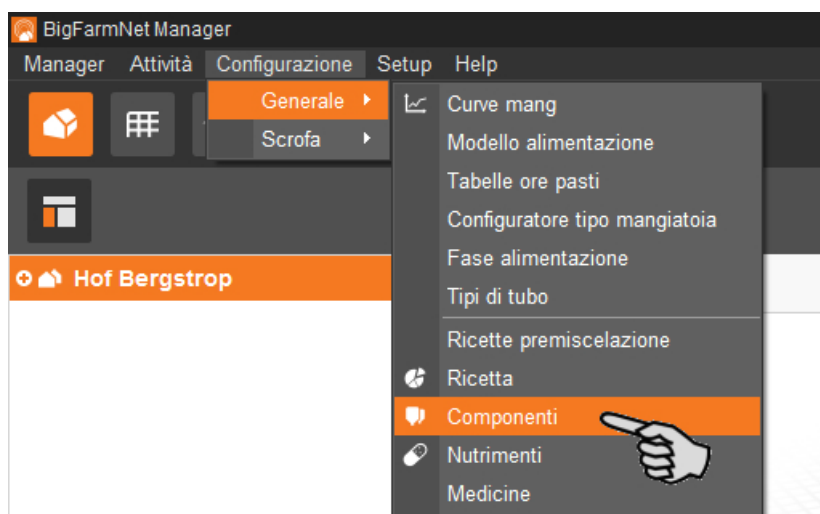 BigFarmNet Manager
Manager Attività Configurazione Setup Help
Generale
Scrofa
Curve mang
Modello alimentazione
Tabelle ore pasti
Configuratore tipo mangiatoia
Fase alimentazione
Tipi di tubo
Ricette premiscelazione
Ricetta
Componenti
Nutrimenti
Medicine
Hof Bergstrop